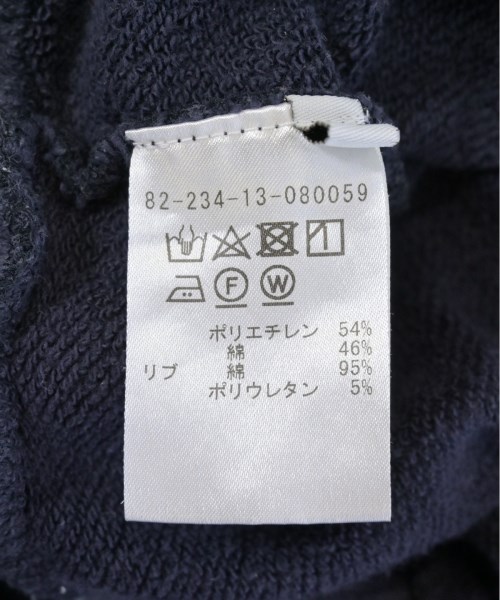 82-234-13-080059
F W
ポリエチレン 54%
綿 46%
リブ 綿 95%
ポリウレタン 5%